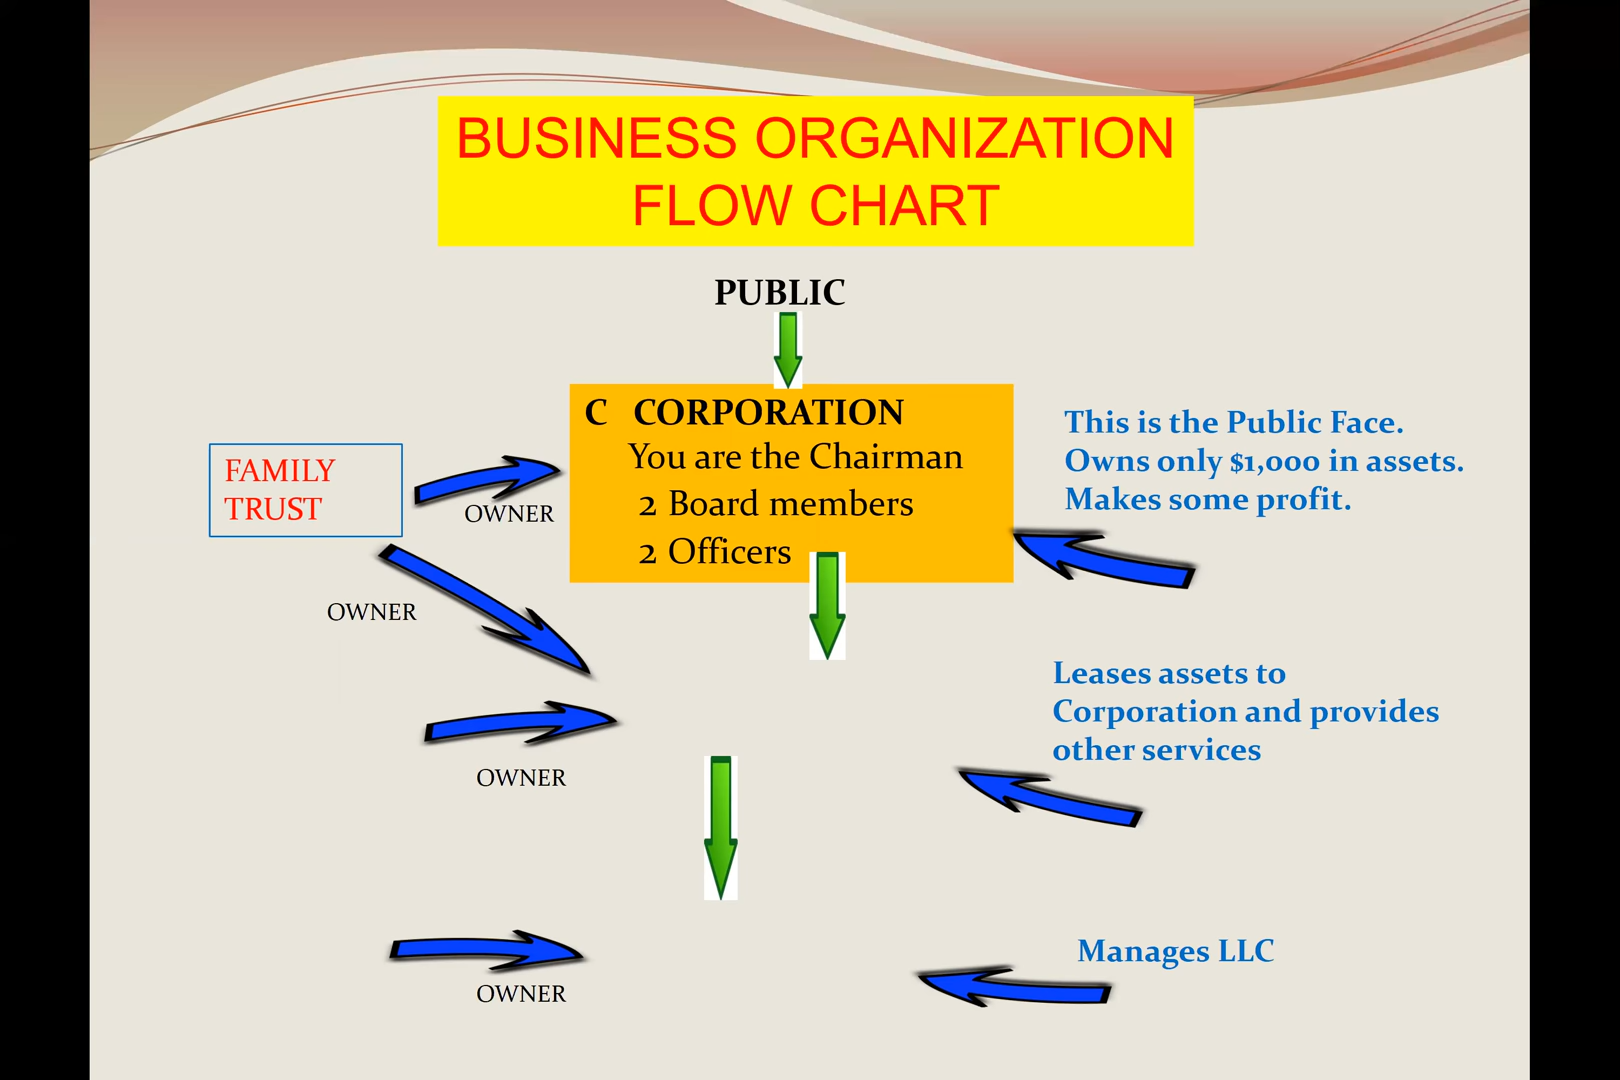 BUSINESS ORGANIZATION
FLOW CHART
PUBLIC
C CORPORATION
You are the Chairman
2 Board members
2 Officers
FAMILY
TRUST
OWNER
This is the Public Face.
Owns only $1,000 in assets.
Makes some profit.
OWNER
Leases assets to
Corporation and provides
other services
OWNER
Manages LLC
OWNER